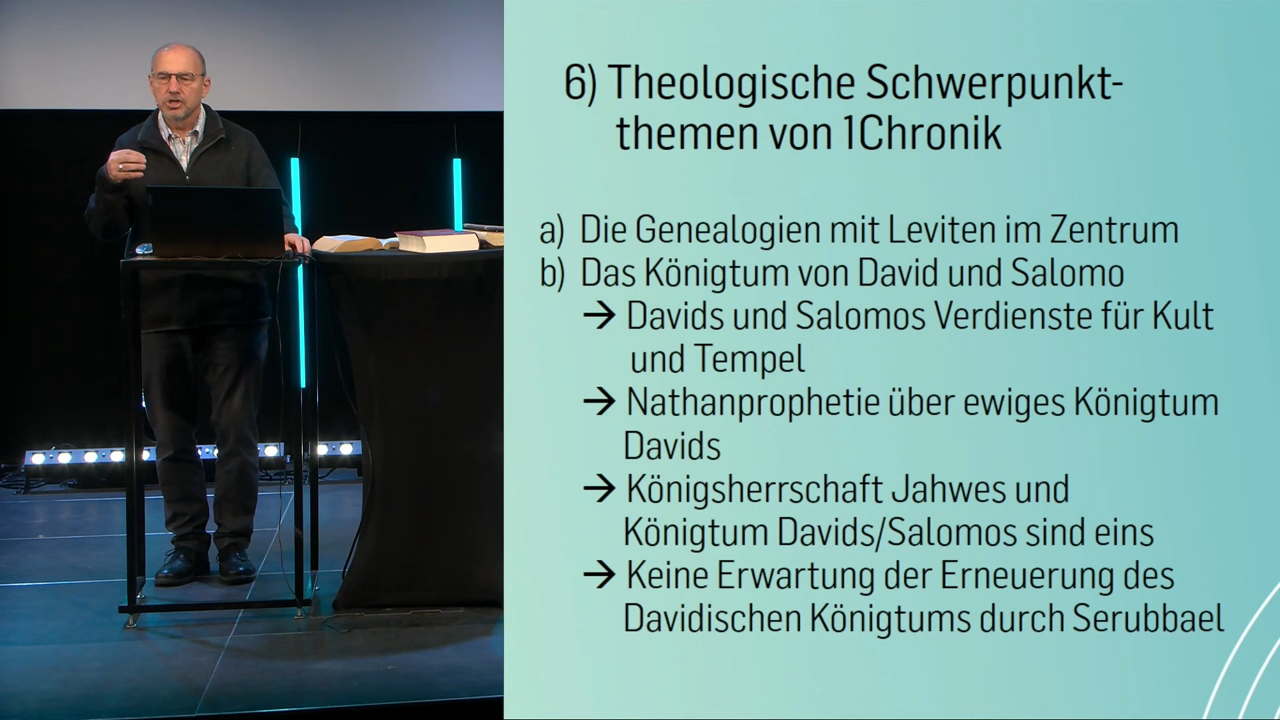 6) Theologische Schwerpunkt-
themen von 1Chronik
a) Die Genealogien mit Leviten im Zentrum
b) Das Königtum von David und Salomo
→ Davids und Salomos Verdienste für Kult
und Tempel
→ Nathanprophetie über ewiges Königtum
Davids
→ Königsherrschaft Jahwes und
Königtum Davids/Salomos sind eins
→ Keine Erwartung der Erneuerung des
Davidischen Königtums durch Serubbael